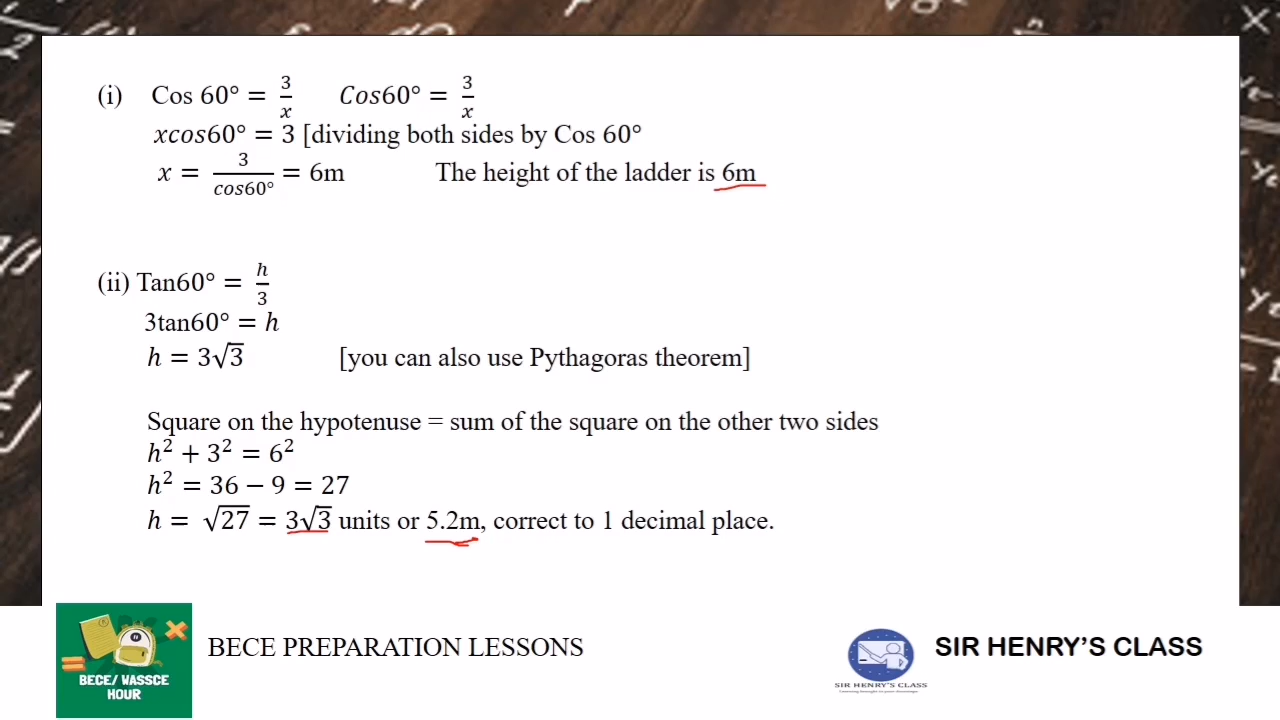 (i) Cos 60° = 3/x Cos60° = 3/x
xcos60° = 3 [dividing both sides by Cos 60°
x = 3/cos60° = 6m The height of the ladder is 6m
(ii) Tan60° = h/3
3tan60° = h
h = 3√3 [you can also use Pythagoras theorem]
Square on the hypotenuse = sum of the square on the other two sides
h² + 3² = 6²
h² = 36 − 9 = 27
h = √27 = 3√3 units or 5.2m, correct to 1 decimal place.
BECE/ WASSCE
HOUR
BECE PREPARATION LESSONS
SIR HENRY'S CLASS
SIR HENRY’S CLASS